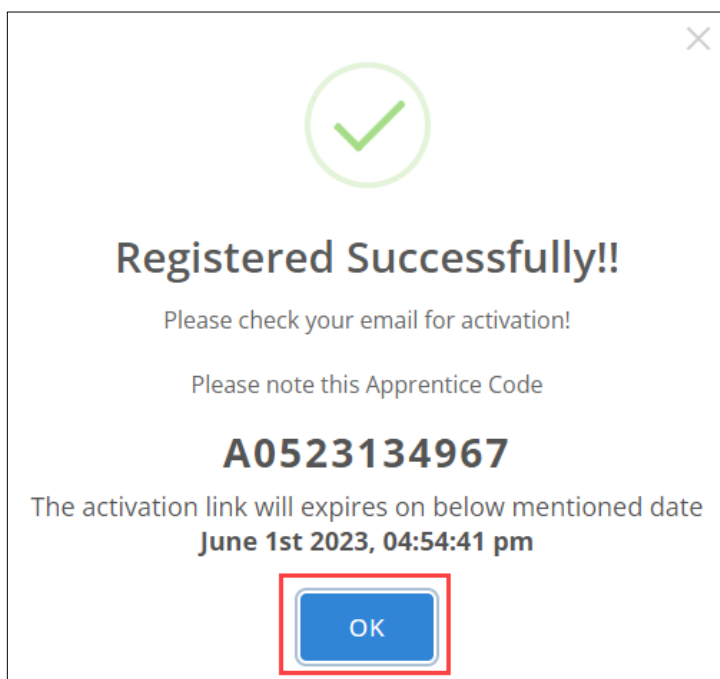 Registered Successfully!!
Please check your email for activation!
Please note this Apprentice Code
A0523134967
The activation link will expires on below mentioned date
June 1st 2023, 04:54:41 pm
OK